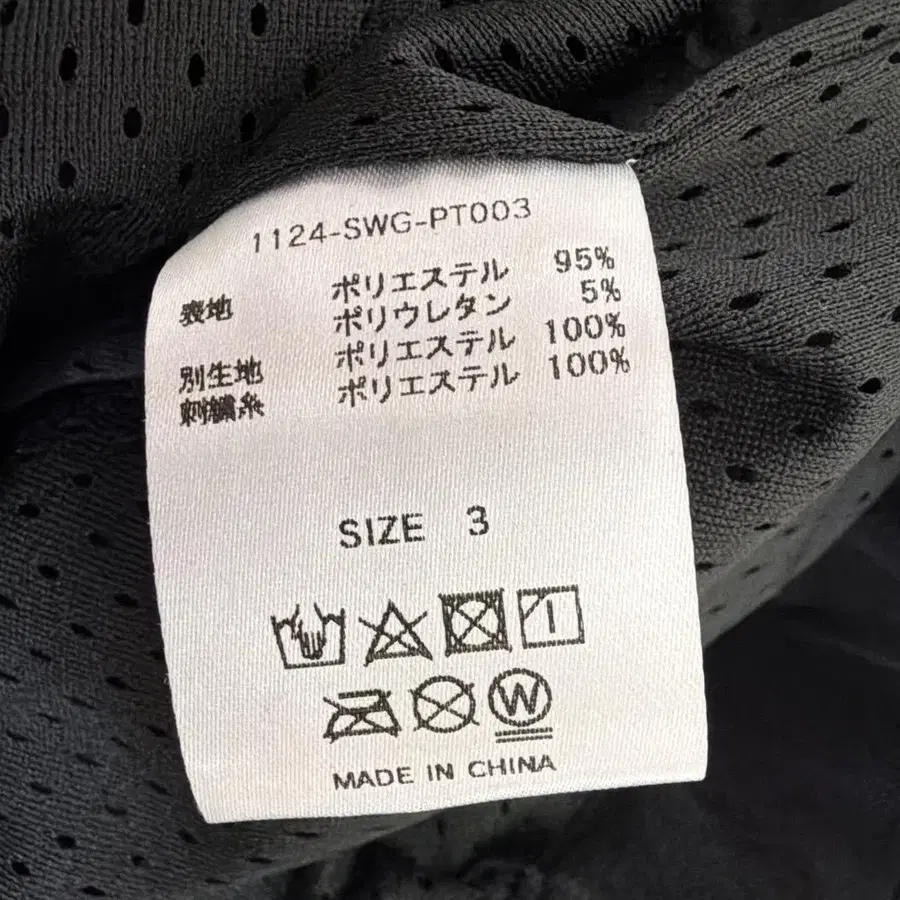 1124-SWG-PT003
表地 ポリエステル 95%
ポリウレタン 5%
別生地 ポリエステル 100%
刺繍糸 ポリエステル 100%
SIZE 3
W
MADE IN CHINA